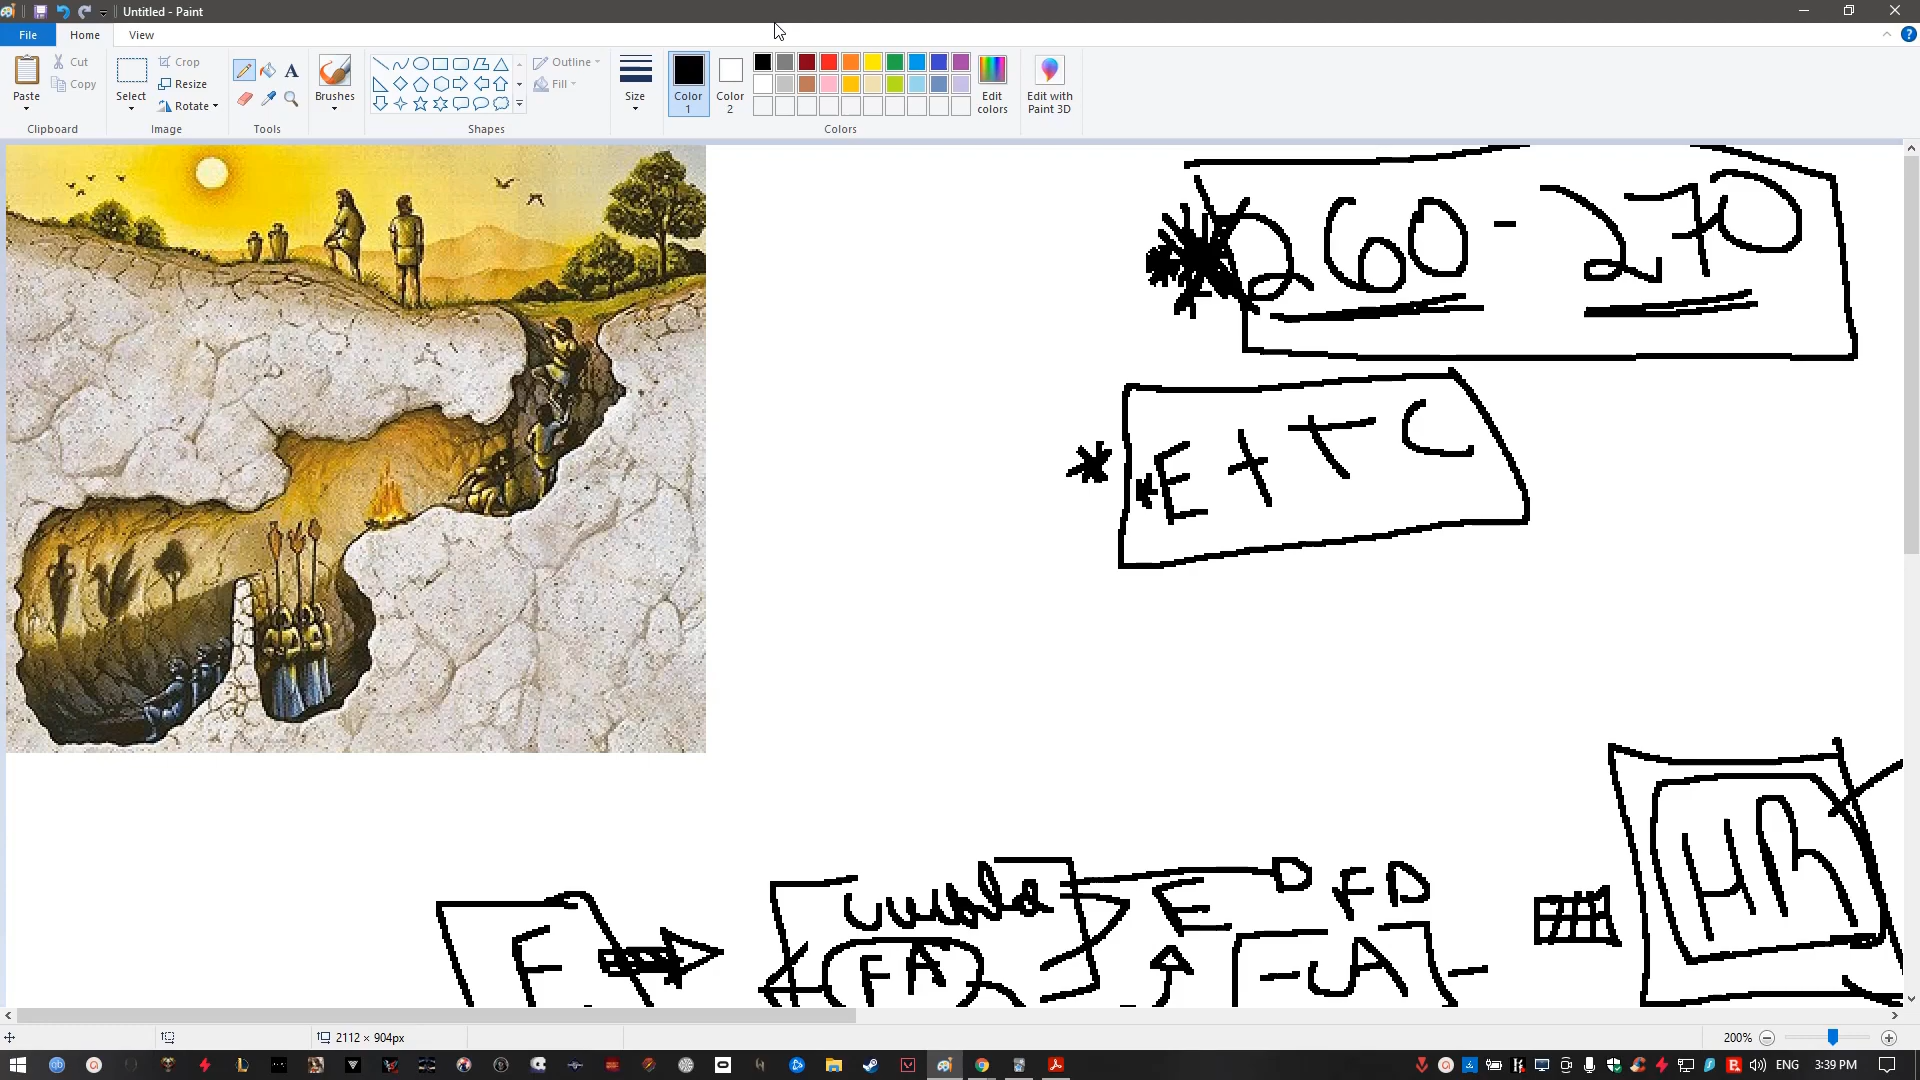 Untitled - Paint
File
Home
View
Paste
Cut
Copy
Clipboard
Select
Crop
Resize
Rotate
Image
A
Tools
Brushes
Outline
Fill
Shapes
Size
Color 1
Color 2
Colors
Edit colors
Edit with Paint 3D
260 - 270
E + T C
HR
D FD
E
E
FA
- CA -
2112 × 904px
200%
ENG
3:39 PM